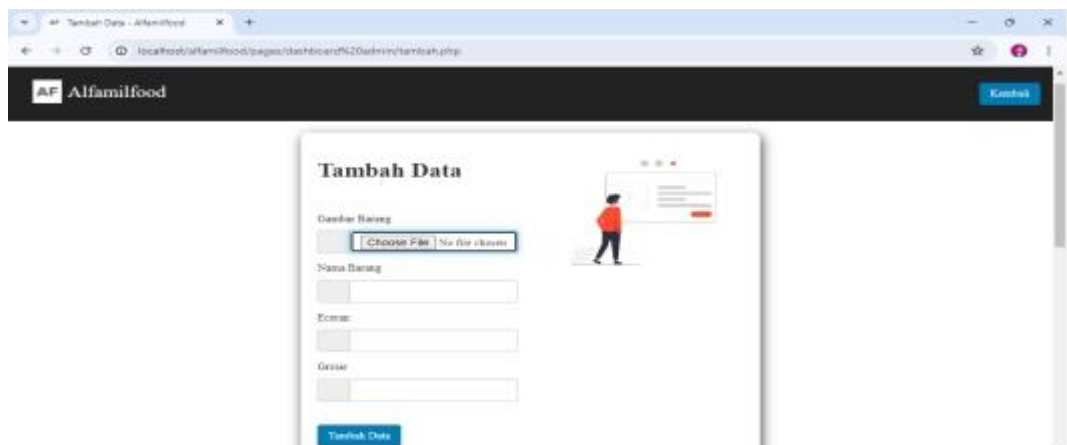 AF Tambah Data - Alfamilfood
localhost/alfamilfood/pages/dashboard%20admin/tambah.php
AF Alfamilfood
Kembali
Tambah Data
Gambar Barang
Choose File No file chosen
Nama Barang
Eceran
Grosir
Tambah Data